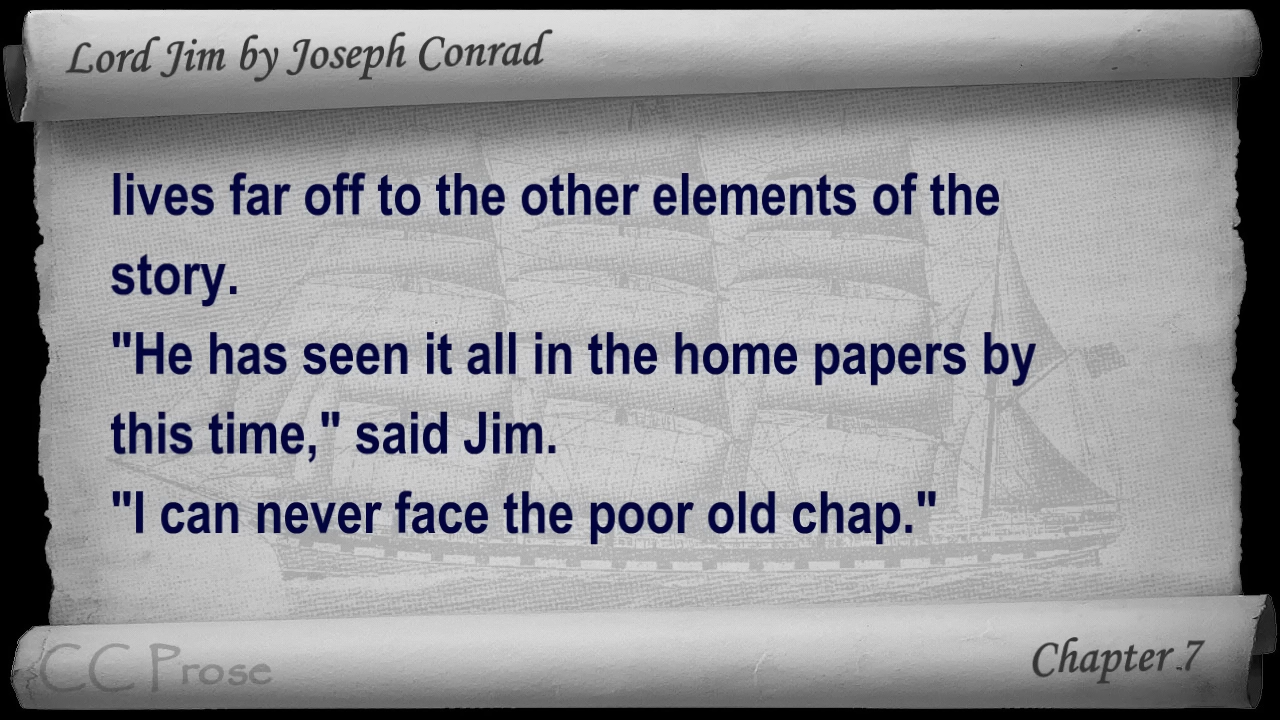 Lord Jim by Joseph Conrad
lives far off to the other elements of the
story.
"He has seen it all in the home papers by
this time," said Jim.
"I can never face the poor old chap."
CC Prose
Chapter 7